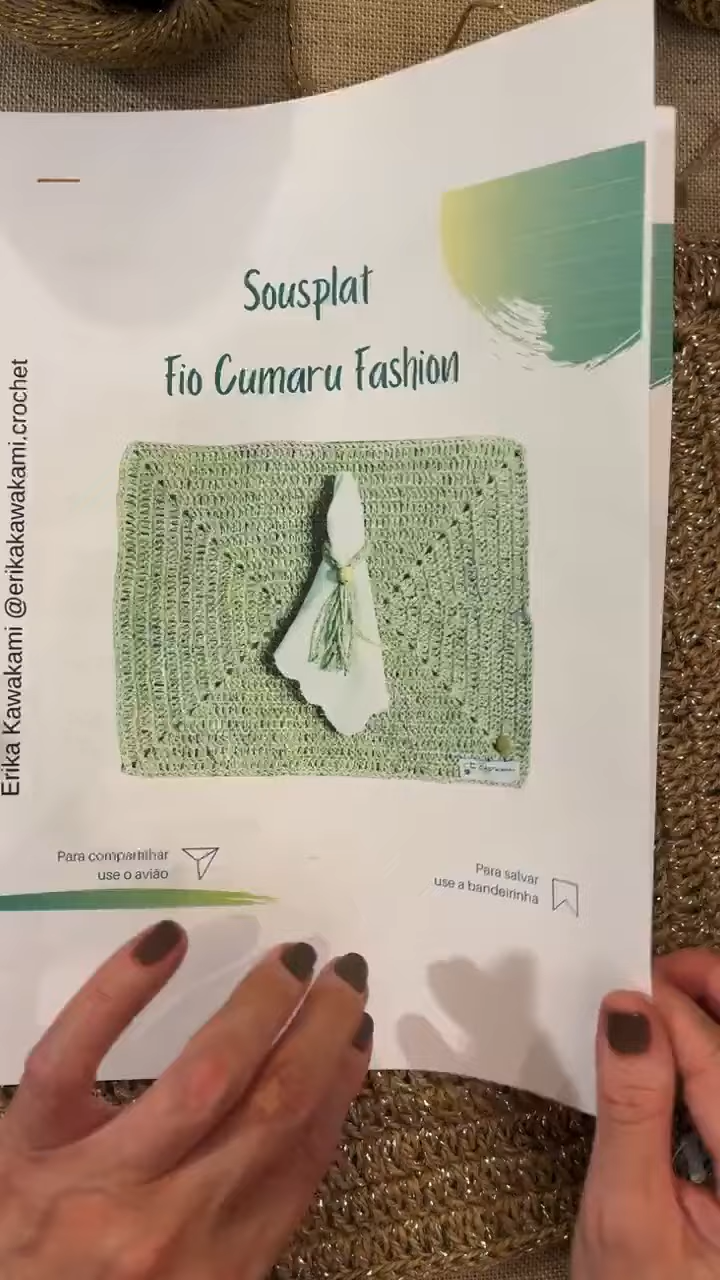 Sousplat
Fio Cumaru Fashion
Erika Kawakami @erikakawakami.crochet
Para compartilhar
use o avião
Para salvar
use a bandeirinha